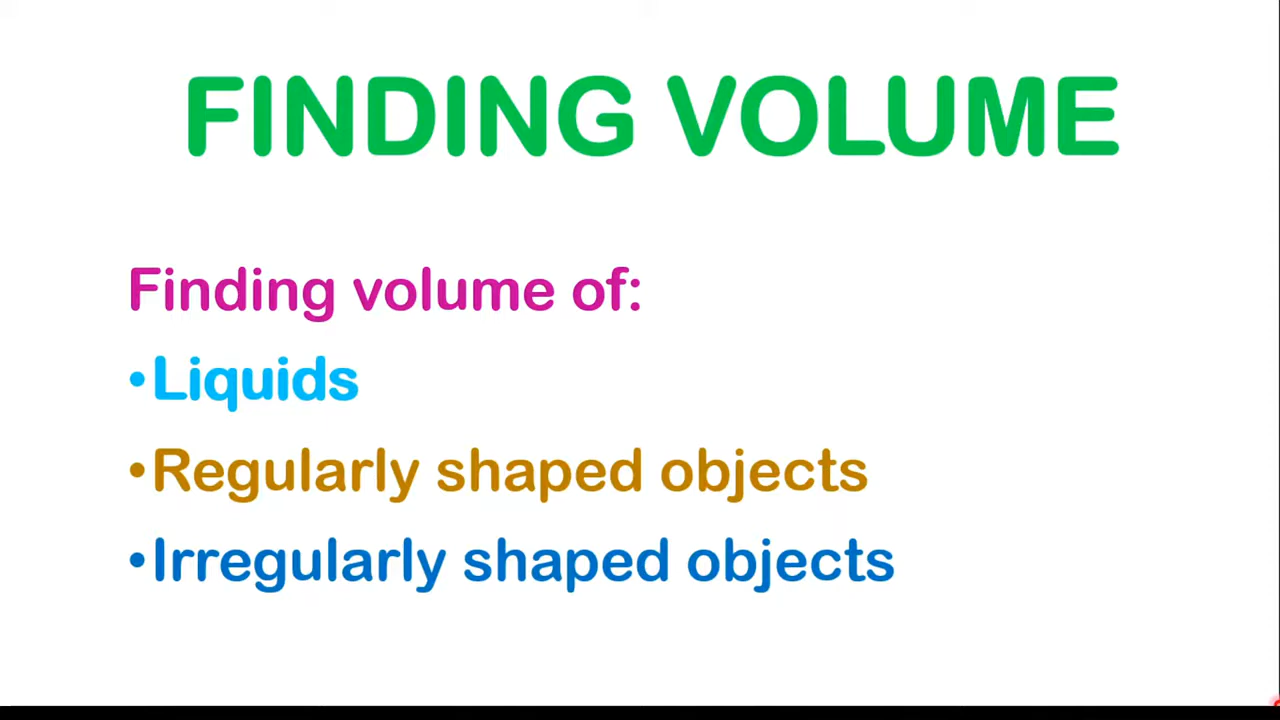 FINDING VOLUME
Finding volume of:
•Liquids
•Regularly shaped objects
•Irregularly shaped objects